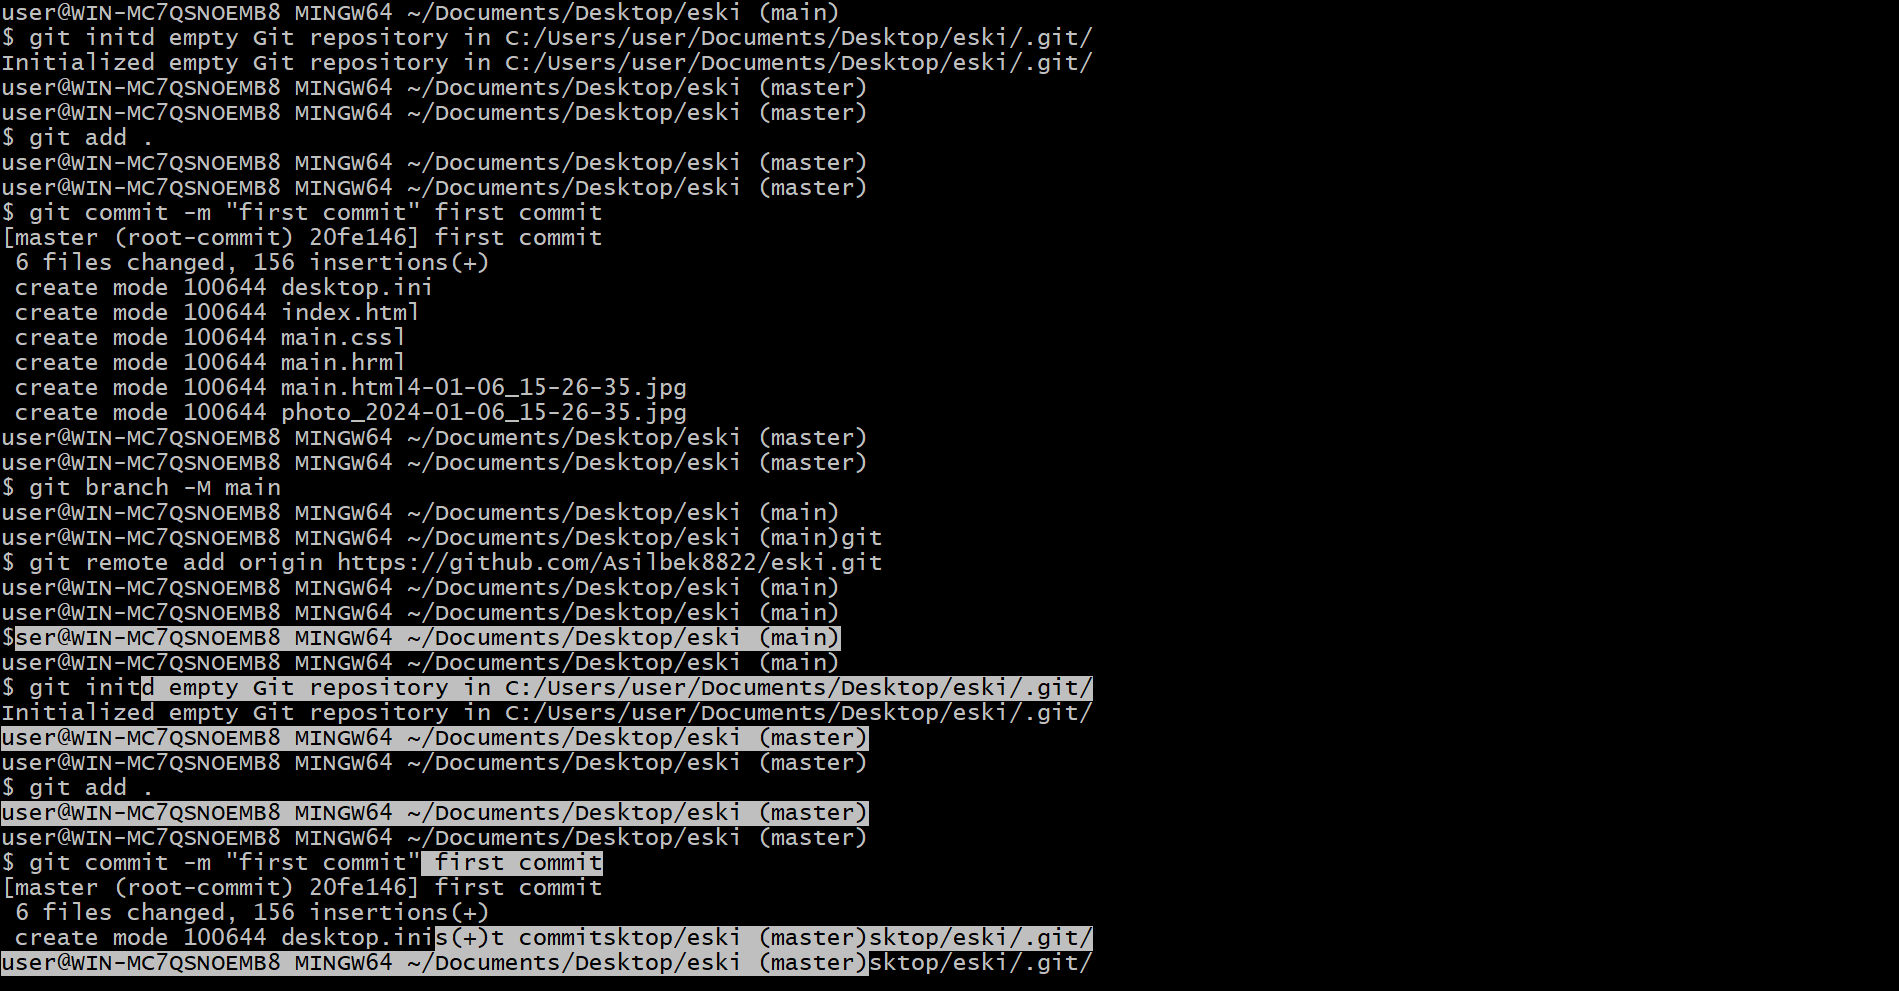 user@WIN-MC7QSNOEMB8 MINGW64 ~/Documents/Desktop/eski (main)
$ git initd empty Git repository in C:/Users/user/Documents/Desktop/eski/.git/
Initialized empty Git repository in C:/Users/user/Documents/Desktop/eski/.git/
user@WIN-MC7QSNOEMB8 MINGW64 ~/Documents/Desktop/eski (master)
user@WIN-MC7QSNOEMB8 MINGW64 ~/Documents/Desktop/eski (master)
$ git add .
user@WIN-MC7QSNOEMB8 MINGW64 ~/Documents/Desktop/eski (master)
user@WIN-MC7QSNOEMB8 MINGW64 ~/Documents/Desktop/eski (master)
$ git commit -m "first commit" first commit
[master (root-commit) 20fe146] first commit
 6 files changed, 156 insertions(+)
 create mode 100644 desktop.ini
 create mode 100644 index.html
 create mode 100644 main.cssl
 create mode 100644 main.hrml
 create mode 100644 main.html4-01-06_15-26-35.jpg
 create mode 100644 photo_2024-01-06_15-26-35.jpg
user@WIN-MC7QSNOEMB8 MINGW64 ~/Documents/Desktop/eski (master)
user@WIN-MC7QSNOEMB8 MINGW64 ~/Documents/Desktop/eski (master)
$ git branch -M main
user@WIN-MC7QSNOEMB8 MINGW64 ~/Documents/Desktop/eski (main)
user@WIN-MC7QSNOEMB8 MINGW64 ~/Documents/Desktop/eski (main)git
$ git remote add origin https://github.com/Asilbek8822/eski.git
user@WIN-MC7QSNOEMB8 MINGW64 ~/Documents/Desktop/eski (main)
user@WIN-MC7QSNOEMB8 MINGW64 ~/Documents/Desktop/eski (main)
$ser@WIN-MC7QSNOEMB8 MINGW64 ~/Documents/Desktop/eski (main)
user@WIN-MC7QSNOEMB8 MINGW64 ~/Documents/Desktop/eski (main)
$ git initd empty Git repository in C:/Users/user/Documents/Desktop/eski/.git/
Initialized empty Git repository in C:/Users/user/Documents/Desktop/eski/.git/
user@WIN-MC7QSNOEMB8 MINGW64 ~/Documents/Desktop/eski (master)
user@WIN-MC7QSNOEMB8 MINGW64 ~/Documents/Desktop/eski (master)
$ git add .
user@WIN-MC7QSNOEMB8 MINGW64 ~/Documents/Desktop/eski (master)
user@WIN-MC7QSNOEMB8 MINGW64 ~/Documents/Desktop/eski (master)
$ git commit -m "first commit" first commit
[master (root-commit) 20fe146] first commit
 6 files changed, 156 insertions(+)
 create mode 100644 desktop.inis(+)t commitsktop/eski (master)sktop/eski/.git/
user@WIN-MC7QSNOEMB8 MINGW64 ~/Documents/Desktop/eski (master)sktop/eski/.git/